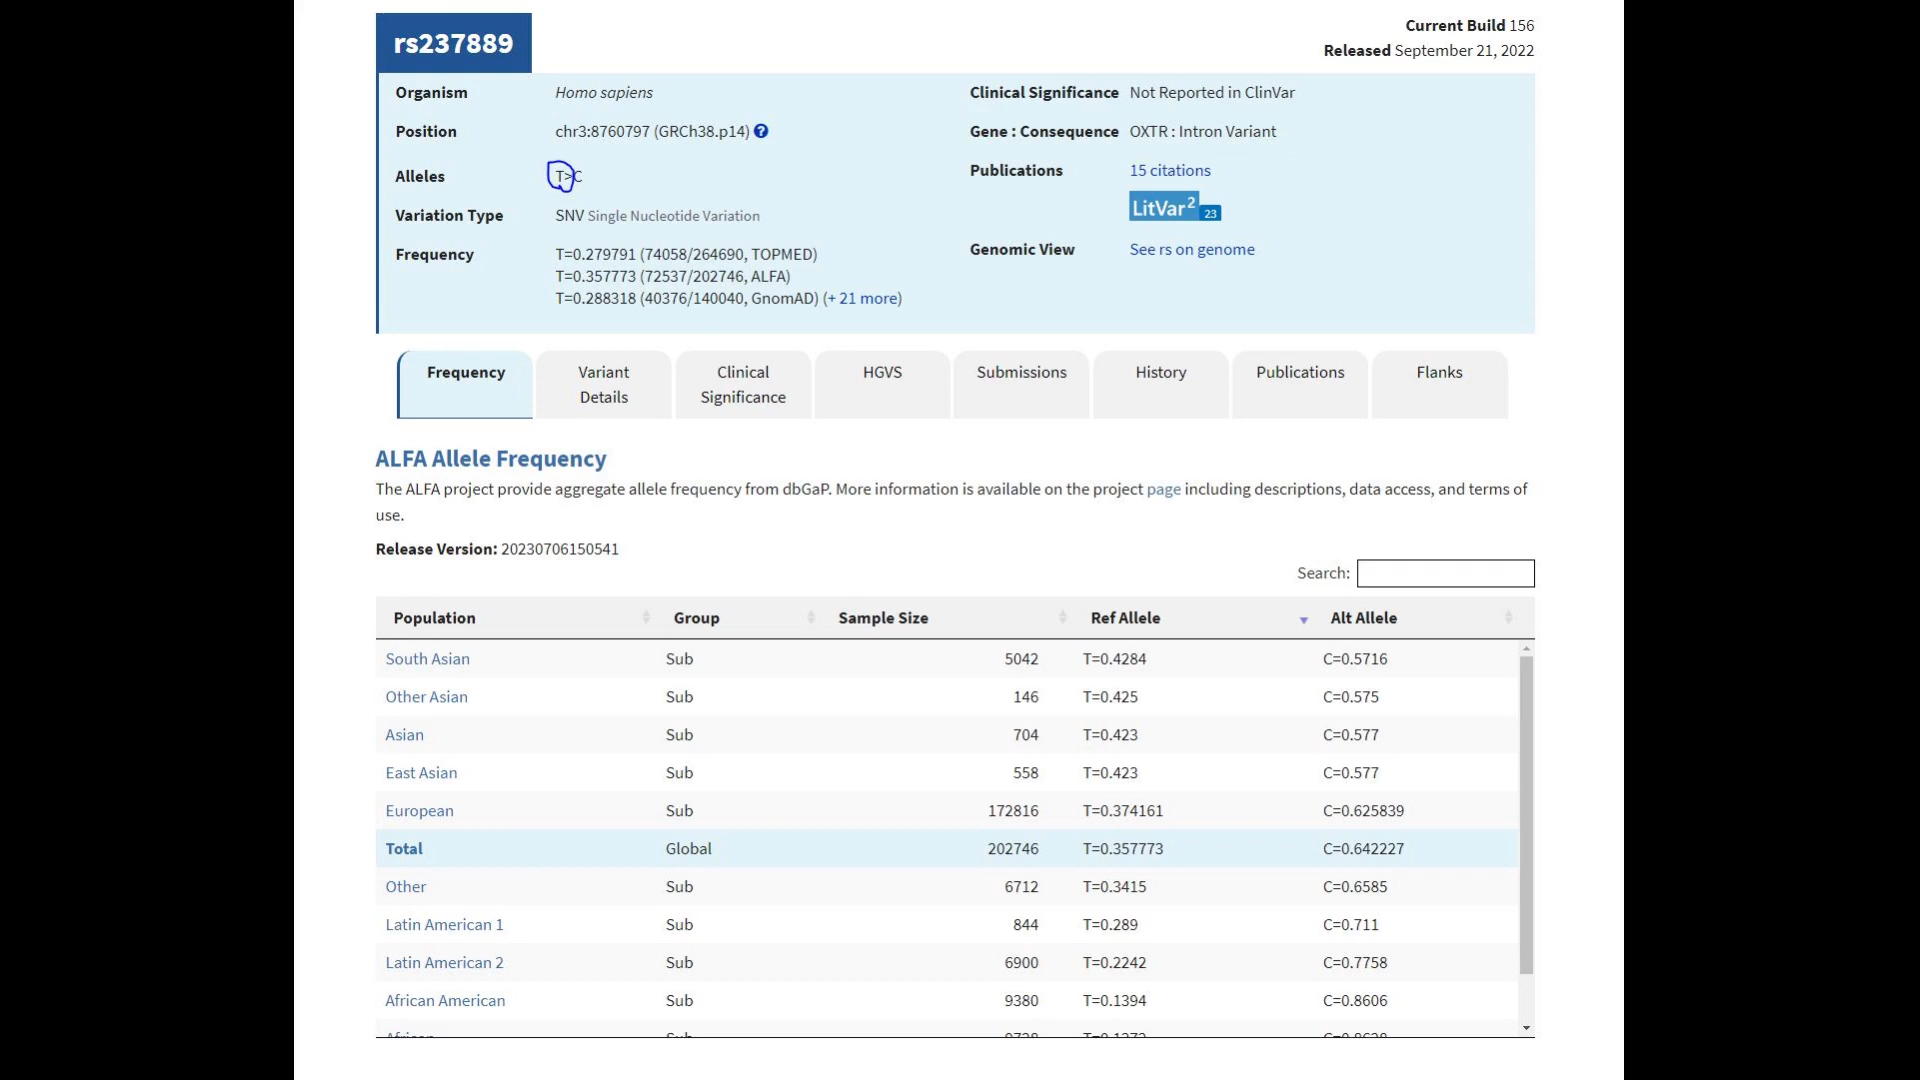 rs237889
Current Build 156
Released September 21, 2022
Organism Homo sapiens
Position chr3:8760797 (GRCh38.p14)
Alleles T>C
Variation Type SNV Single Nucleotide Variation
Frequency T=0.279791 (74058/264690, TOPMED)
T=0.357773 (72537/202746, ALFA)
T=0.288318 (40376/140040, GnomAD) (+ 21 more)
Clinical Significance Not Reported in ClinVar
Gene : Consequence OXTR : Intron Variant
Publications 15 citations
LitVar2 23
Genomic View See rs on genome
Frequency
Variant
Details
Clinical
Significance
HGVS
Submissions
History
Publications
Flanks
ALFA Allele Frequency
The ALFA project provide aggregate allele frequency from dbGaP. More information is available on the project page including descriptions, data access, and terms of
use.
Release Version: 20230706150541
Search:
Population Group Sample Size Ref Allele Alt Allele
South Asian Sub 5042 T=0.4284 C=0.5716
Other Asian Sub 146 T=0.425 C=0.575
Asian Sub 704 T=0.423 C=0.577
East Asian Sub 558 T=0.423 C=0.577
European Sub 172816 T=0.374161 C=0.625839
Total Global 202746 T=0.357773 C=0.642227
Other Sub 6712 T=0.3415 C=0.6585
Latin American 1 Sub 844 T=0.289 C=0.711
Latin American 2 Sub 6900 T=0.2242 C=0.7758
African American Sub 9380 T=0.1394 C=0.8606
African Sub